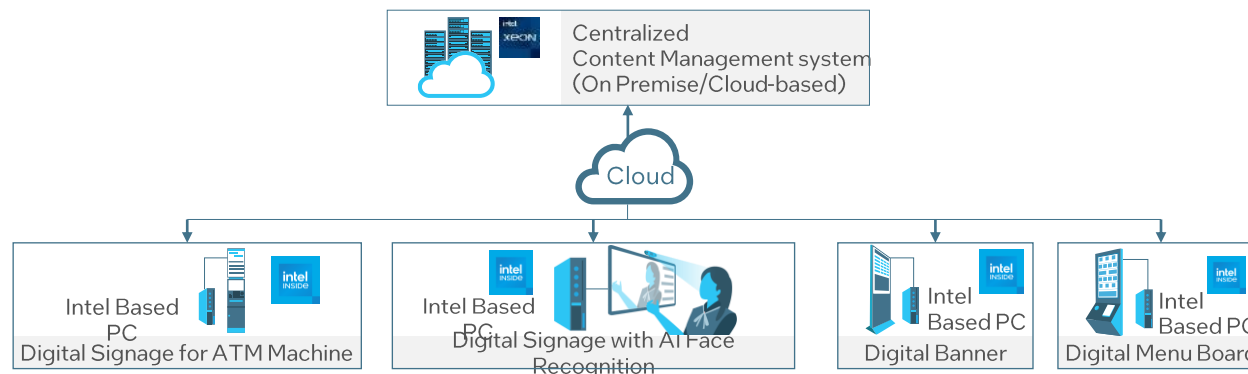 intel
XEON
Centralized
Content Management system
(On Premise/Cloud-based)
Cloud
intel
INSIDE
Intel Based
PC
Digital Signage for ATM Machine
intel
INSIDE
Intel Based
PC
Digital Signage with AI Face
Recognition
intel
INSIDE
Intel
Based PC
Digital Banner
intel
INSIDE
Intel
Based PC
Digital Menu Board